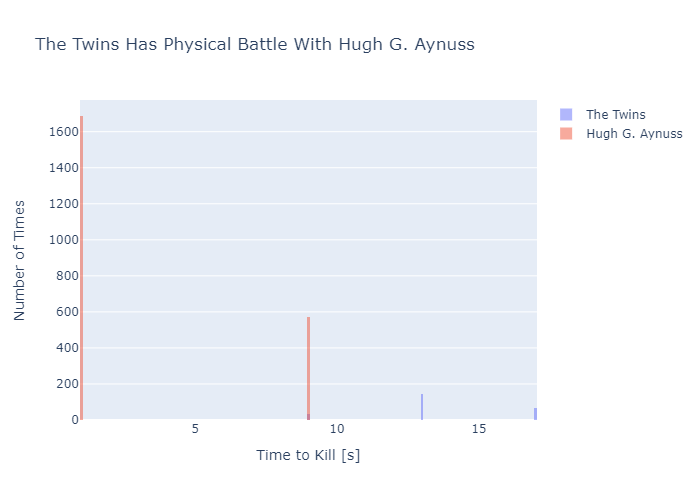 The Twins Has Physical Battle With Hugh G. Aynuss
The Twins
Hugh G. Aynuss
Number of Times
1600
1400
1200
1000
800
600
400
200
0
5
10
15
Time to Kill [s]